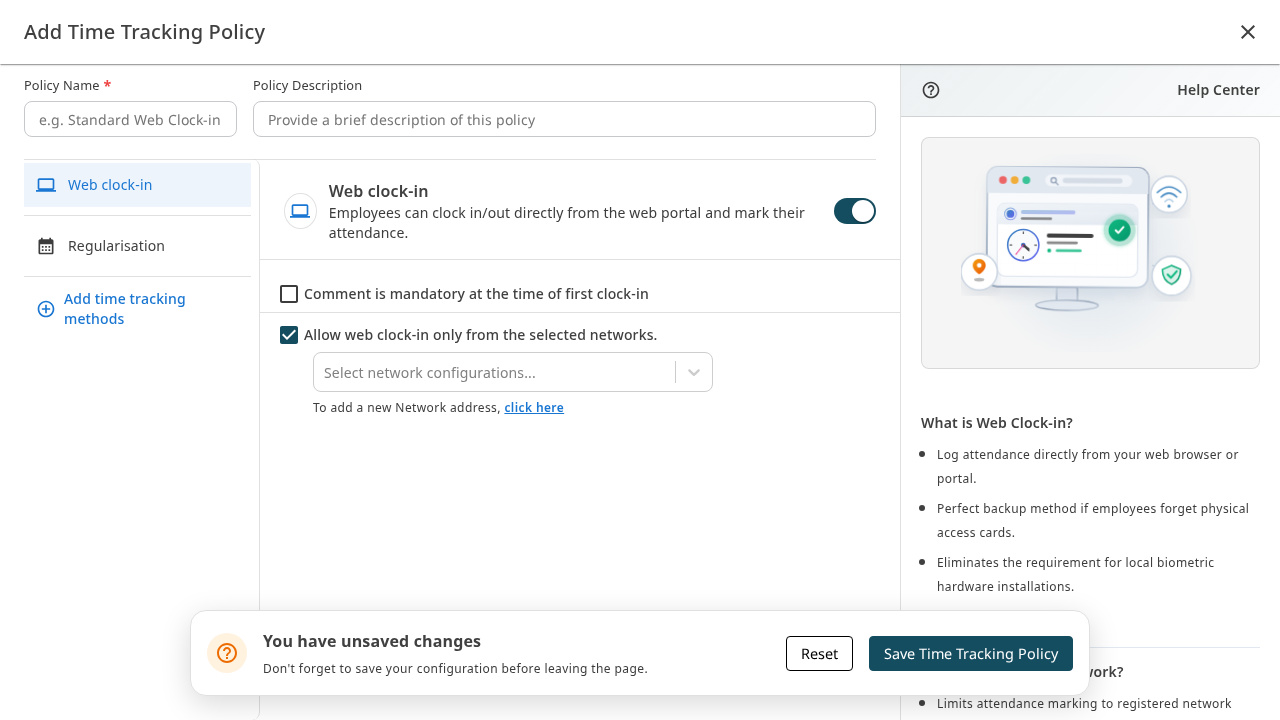 Add Time Tracking Policy
Policy Name *
Policy Description
e.g. Standard Web Clock-in
Provide a brief description of this policy
Web clock-in
Regularisation
Add time tracking
methods
Web clock-in
Employees can clock in/out directly from the web portal and mark their
attendance.
Comment is mandatory at the time of first clock-in
Allow web clock-in only from the selected networks.
Select network configurations...
To add a new Network address, click here
Help Center
What is Web Clock-in?
Log attendance directly from your web browser or
portal.
Perfect backup method if employees forget physical
access cards.
Eliminates the requirement for local biometric
hardware installations.
work?
Limits attendance marking to registered network
You have unsaved changes
Don't forget to save your configuration before leaving the page.
Reset
Save Time Tracking Policy